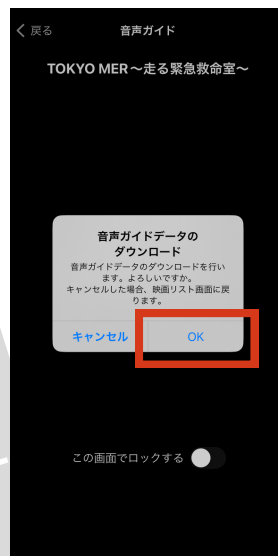 戻る
音声ガイド
TOKYO MER～走る緊急救命室～
音声ガイドデータの
ダウンロード
音声ガイドデータのダウンロードを行い
ます。よろしいですか。
キャンセルした場合、映画リスト画面に戻
ります。
キャンセル
OK
この画面でロックする